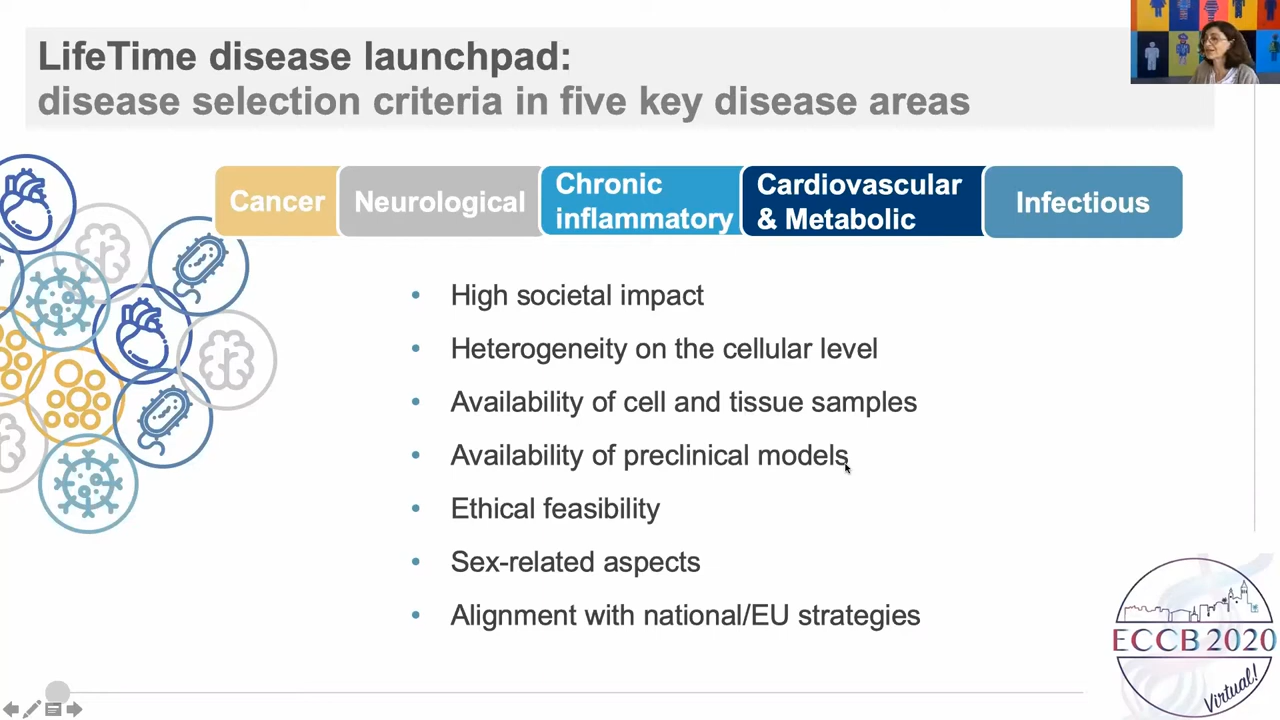 LifeTime disease launchpad:
disease selection criteria in five key disease areas
Cancer
Neurological
Chronic
inflammatory
Cardiovascular
& Metabolic
Infectious
• High societal impact
• Heterogeneity on the cellular level
• Availability of cell and tissue samples
• Availability of preclinical models
• Ethical feasibility
• Sex-related aspects
• Alignment with national/EU strategies
ECCB 2020
Virtual!